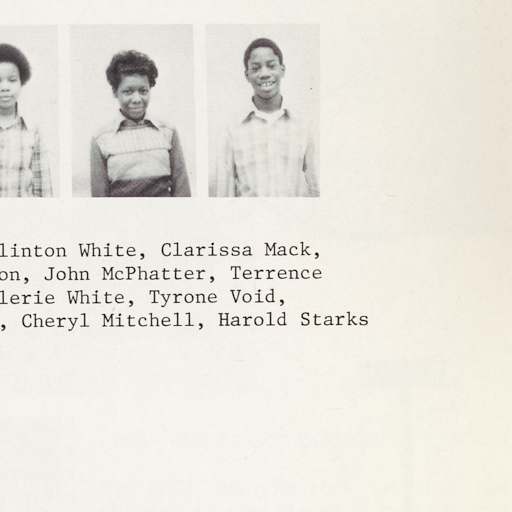 linton White, Clarissa Mack,
on, John McPhatter, Terrence
lerie White, Tyrone Void,
, Cheryl Mitchell, Harold Starks